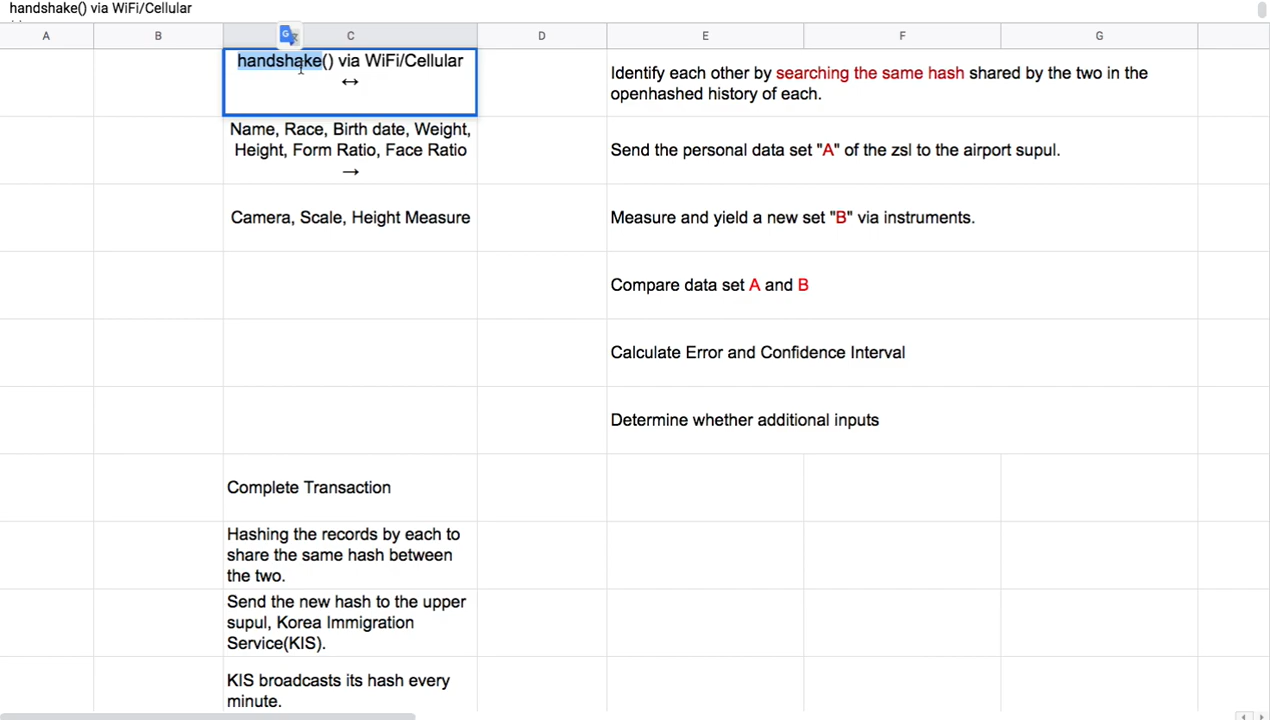 handshake() via WiFi/Cellular
A B C D E F G
handshake() via WiFi/Cellular
↔
Identify each other by searching the same hash shared by the two in the
openhashed history of each.
Name, Race, Birth date, Weight,
Height, Form Ratio, Face Ratio
→
Send the personal data set "A" of the zsl to the airport supul.
Camera, Scale, Height Measure
Measure and yield a new set "B" via instruments.
Compare data set A and B
Calculate Error and Confidence Interval
Determine whether additional inputs
Complete Transaction
Hashing the records by each to
share the same hash between
the two.
Send the new hash to the upper
supul, Korea Immigration
Service(KIS).
KIS broadcasts its hash every
minute.